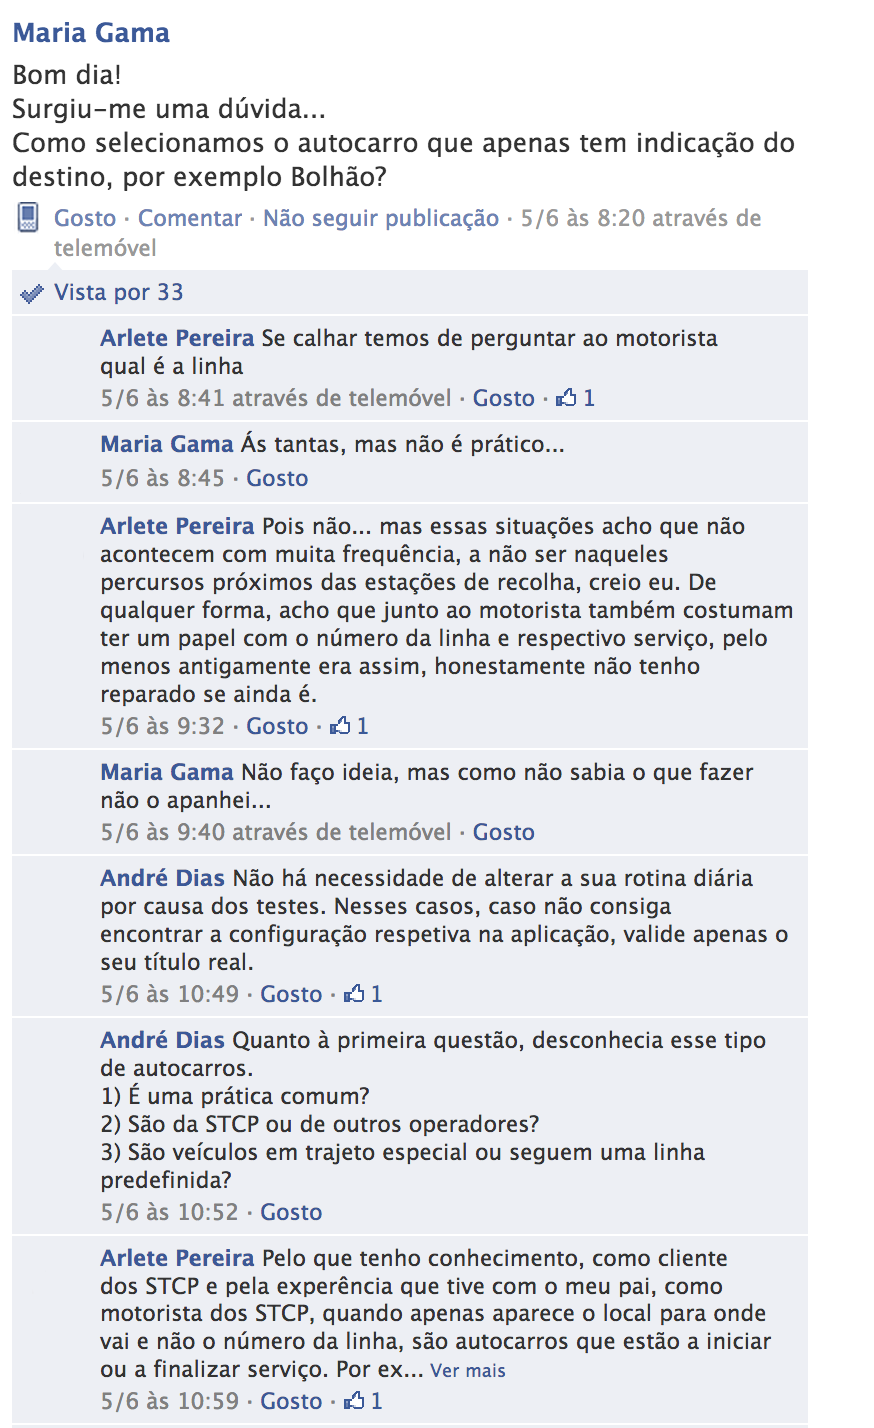 Maria Gama
Bom dia!
Surgiu-me uma dúvida...
Como selecionamos o autocarro que apenas tem indicação do
destino, por exemplo Bolhão?
Gosto · Comentar · Não seguir publicação · 5/6 às 8:20 através de
telemóvel
Vista por 33
Arlete Pereira Se calhar temos de perguntar ao motorista
qual é a linha
5/6 às 8:41 através de telemóvel · Gosto · 1
Maria Gama Ás tantas, mas não é prático...
5/6 às 8:45 · Gosto
Arlete Pereira Pois não... mas essas situações acho que não
acontecem com muita frequência, a não ser naqueles
percursos próximos das estações de recolha, creio eu. De
qualquer forma, acho que junto ao motorista também costumam
ter um papel com o número da linha e respectivo serviço, pelo
menos antigamente era assim, honestamente não tenho
reparado se ainda é.
5/6 às 9:32 · Gosto · 1
Maria Gama Não faço ideia, mas como não sabia o que fazer
não o apanhei...
5/6 às 9:40 através de telemóvel · Gosto
André Dias Não há necessidade de alterar a sua rotina diária
por causa dos testes. Nesses casos, caso não consiga
encontrar a configuração respetiva na aplicação, valide apenas o
seu título real.
5/6 às 10:49 · Gosto · 1
André Dias Quanto à primeira questão, desconhecia esse tipo
de autocarros.
1) É uma prática comum?
2) São da STCP ou de outros operadores?
3) São veículos em trajeto especial ou seguem uma linha
predefinida?
5/6 às 10:52 · Gosto
Arlete Pereira Pelo que tenho conhecimento, como cliente
dos STCP e pela experência que tive com o meu pai, como
motorista dos STCP, quando apenas aparece o local para onde
vai e não o número da linha, são autocarros que estão a iniciar
ou a finalizar serviço. Por ex... Ver mais
5/6 às 10:59 · Gosto · 1